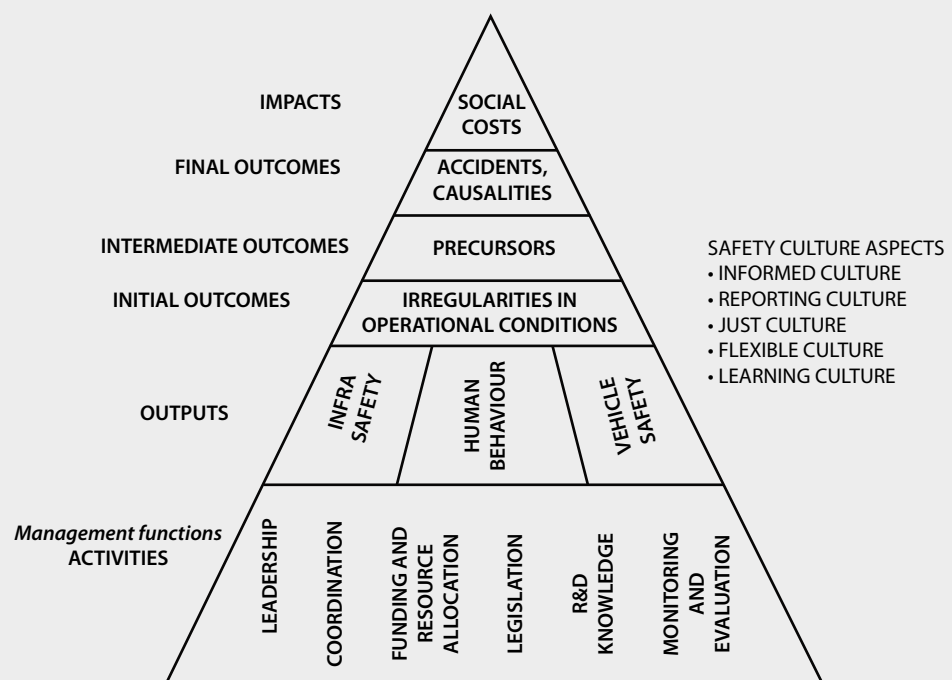 IMPACTS
SOCIAL
COSTS
FINAL OUTCOMES
ACCIDENTS,
CAUSALITIES
INTERMEDIATE OUTCOMES
PRECURSORS
INITIAL OUTCOMES
IRREGULARITIES IN
OPERATIONAL CONDITIONS
OUTPUTS
INFRA
SAFETY
HUMAN
BEHAVIOUR
VEHICLE
SAFETY
Management functions
ACTIVITIES
LEADERSHIP
COORDINATION
FUNDING AND
RESOURCE
ALLOCATION
LEGISLATION
R&D
KNOWLEDGE
MONITORING
AND
EVALUATION
SAFETY CULTURE ASPECTS
• INFORMED CULTURE
• REPORTING CULTURE
• JUST CULTURE
• FLEXIBLE CULTURE
• LEARNING CULTURE